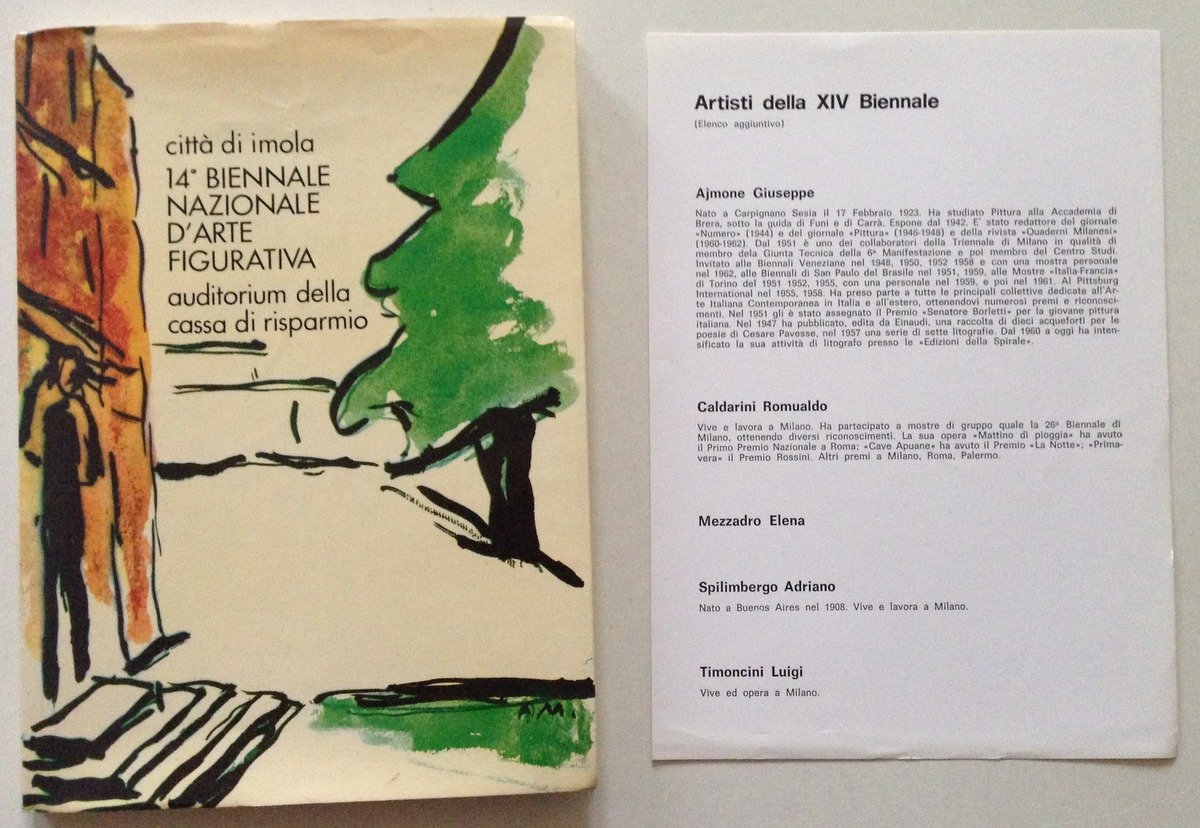 città di imola
14ª BIENNALE
NAZIONALE
D'ARTE
FIGURATIVA
auditorium della
cassa di risparmio
A.M.
Artisti della XIV Biennale
(Elenco aggiuntivo)
Ajmone Giuseppe
Nato a Carpignano Sesia il 17 Febbraio 1923. Ha studiato Pittura alla Accademia di
Brera, sotto la guida di Funi e di Carrà. Espone dal 1942. E' stato redattore del giornale
«Numero» (1944) e del giornale «Pittura» (1946-1948) e della rivista «Quaderni Milanesi»
(1960-1962). Dal 1951 è uno dei collaboratori della Triennale di Milano in qualità di
membro dela Giunta Tecnica della 6ª Manifestazione e poi membro del Centro Studi.
Invitato alle Biennali Veneziane nel 1948, 1950, 1952 1958 e con una mostra personale
nel 1962, alle Biennali di San Paulo del Brasile nel 1951, 1959, alle Mostre «Italia-Francia»
di Torino del 1951 1952, 1955, con una personale nel 1959, e poi nel 1961. Al Pittsburg
International nel 1955, 1958. Ha preso parte a tutte le principali collettive dedicate all'Ar-
te Italiana Contemporanea in Italia e all'estero, ottenendovi numerosi premi e riconosci-
menti. Nel 1951 gli è stato assegnato il Premio «Senatore Borletti» per la giovane pittura
italiana. Nel 1947 ha pubblicato, edita da Einaudi, una raccolta di dieci acqueforti per le
poesie di Cesare Pavesse, nel 1957 una serie di sette litografie. Dal 1960 a oggi ha inten-
sificato la sua attività di litografo presso le «Edizioni della Spirale».
Caldarini Romualdo
Vive e lavora a Milano. Ha partecipato a mostre di gruppo quale la 26ª Biennale di
Milano, ottenendo diversi riconoscimenti. La sua opera «Mattino di pioggia» ha avuto
il Primo Premio Nazionale a Roma; «Cave Apuane» ha avuto il Premio «La Notte»; «Prima-
vera» il Premio Rossini. Altri premi a Milano, Roma, Palermo.
Mezzadro Elena
Spilimbergo Adriano
Nato a Buenos Aires nel 1908. Vive e lavora a Milano.
Timoncini Luigi
Vive ed opera a Milano.